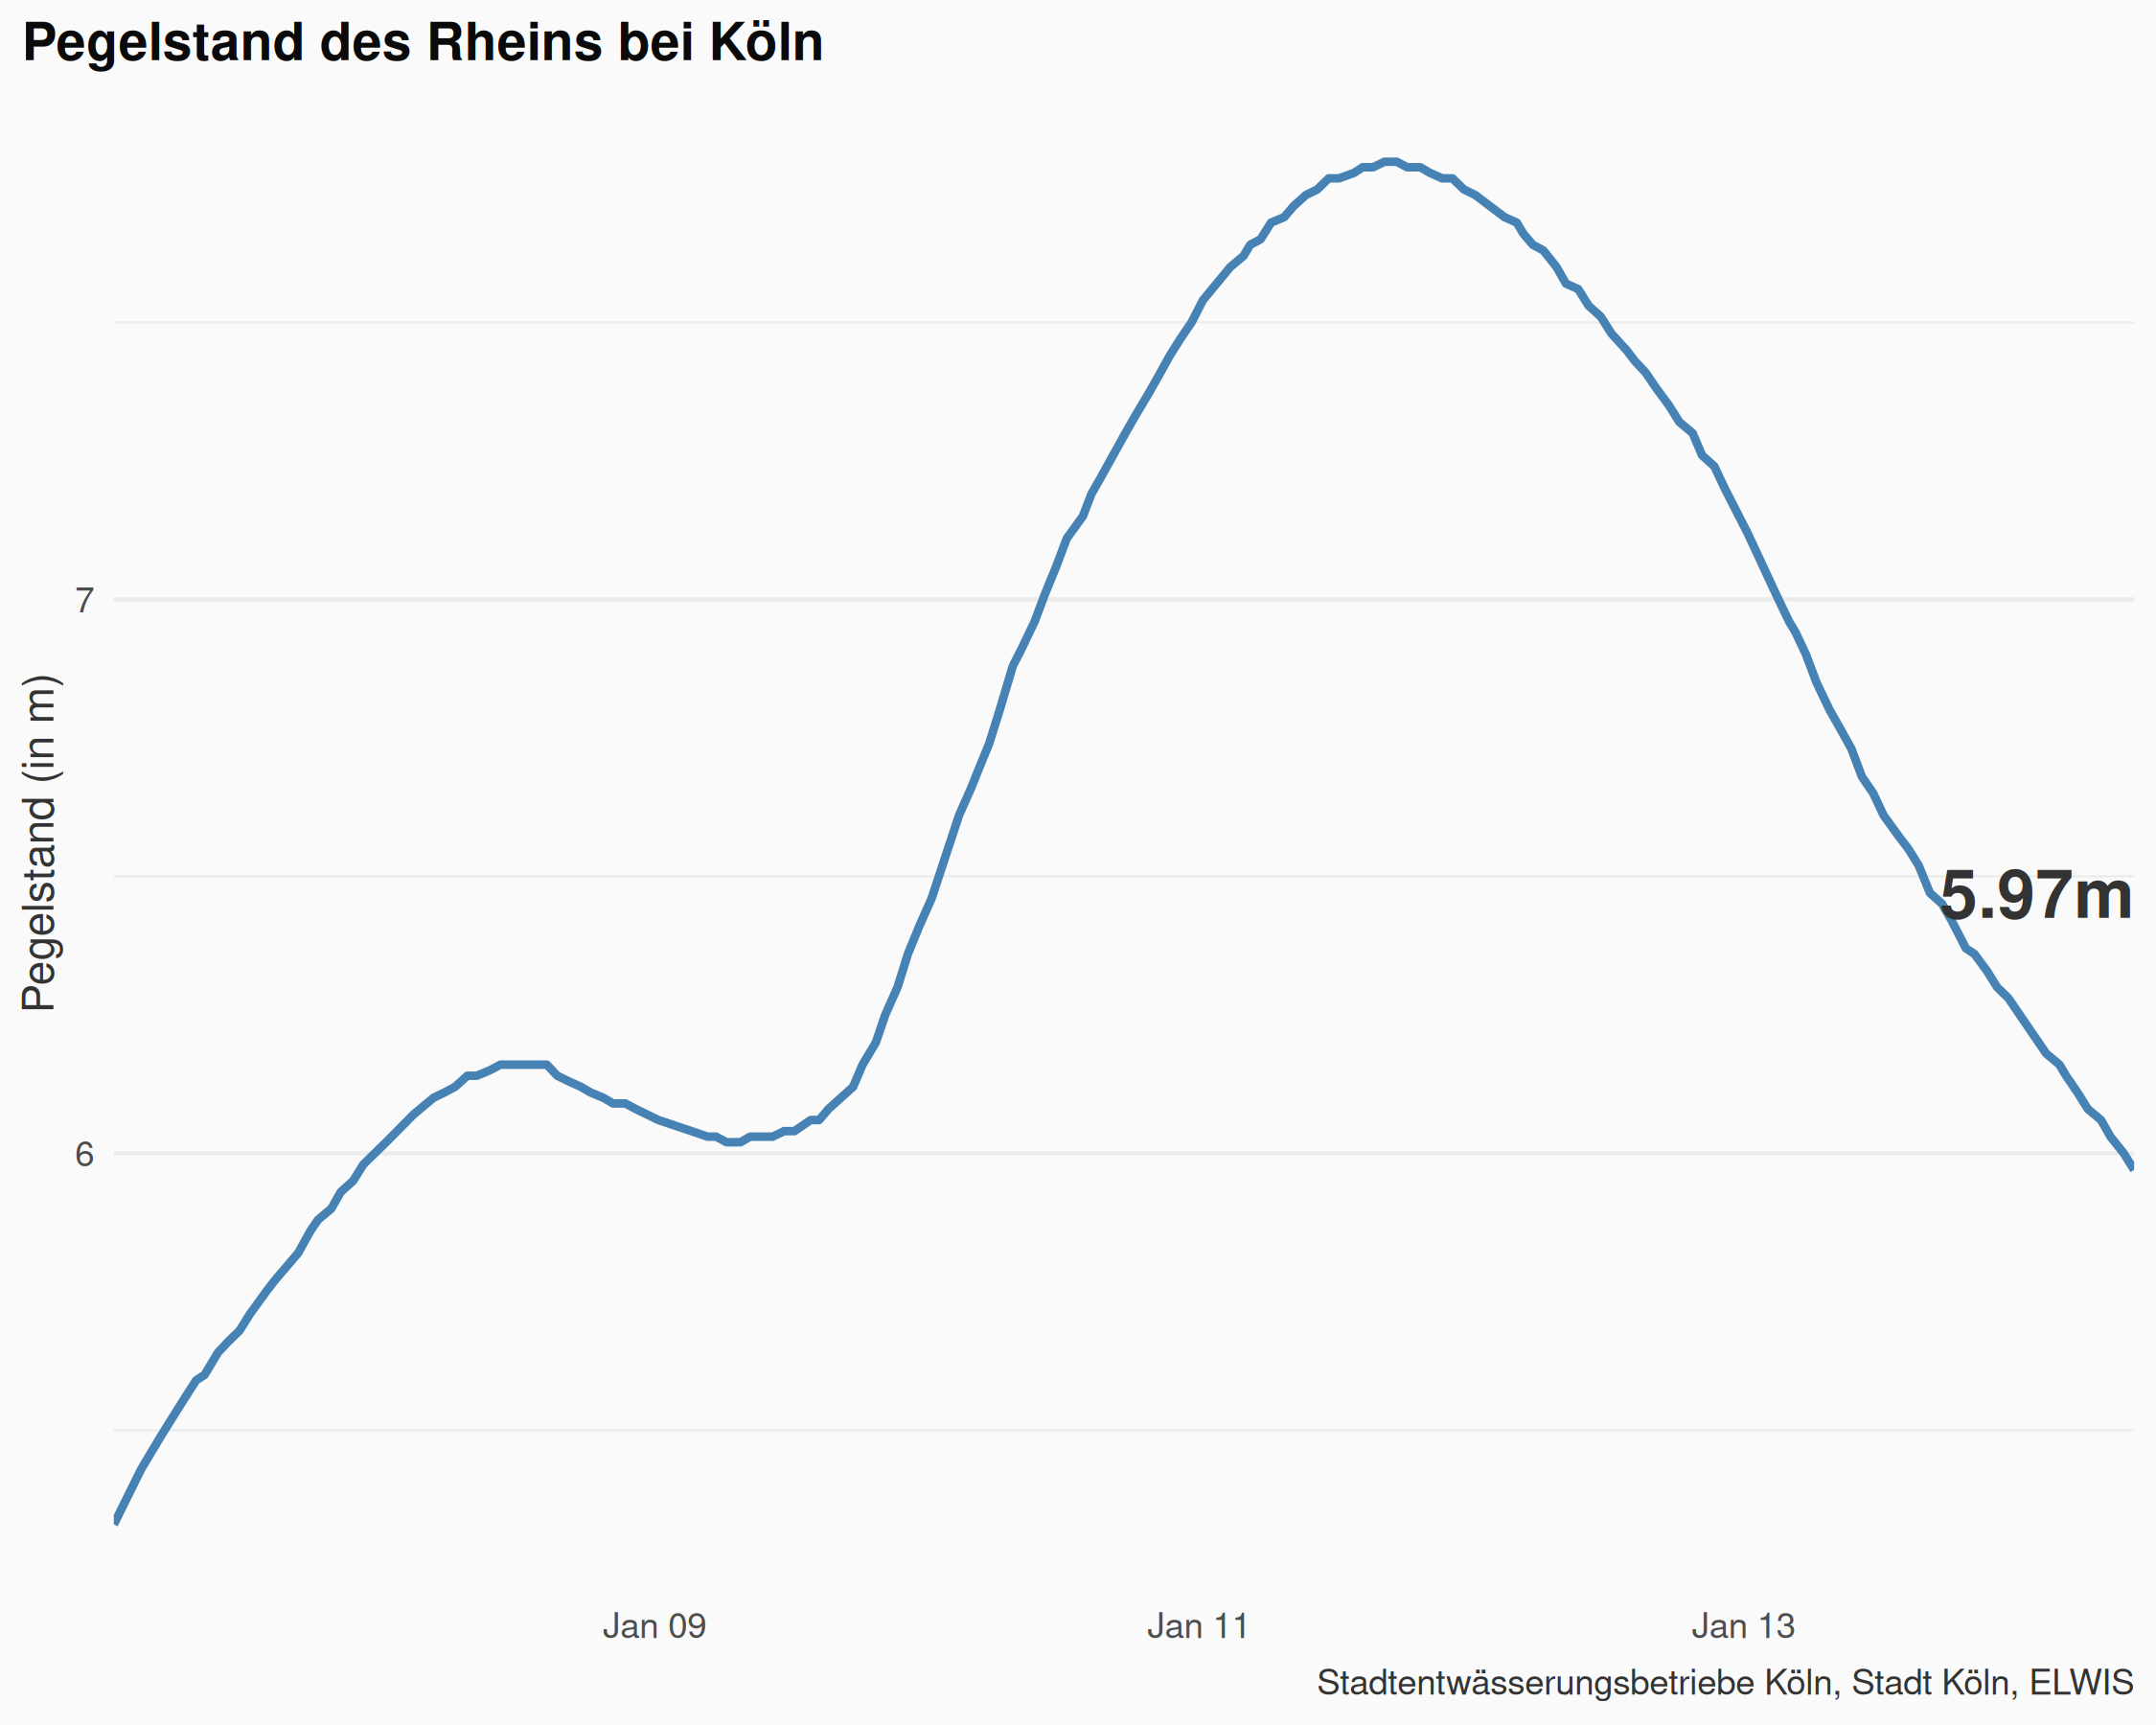 Pegelstand des Rheins bei Köln
Pegelstand (in m)
7
6
5.97m
Jan 09
Jan 11
Jan 13
Stadtentwässerungsbetriebe Köln, Stadt Köln, ELWIS